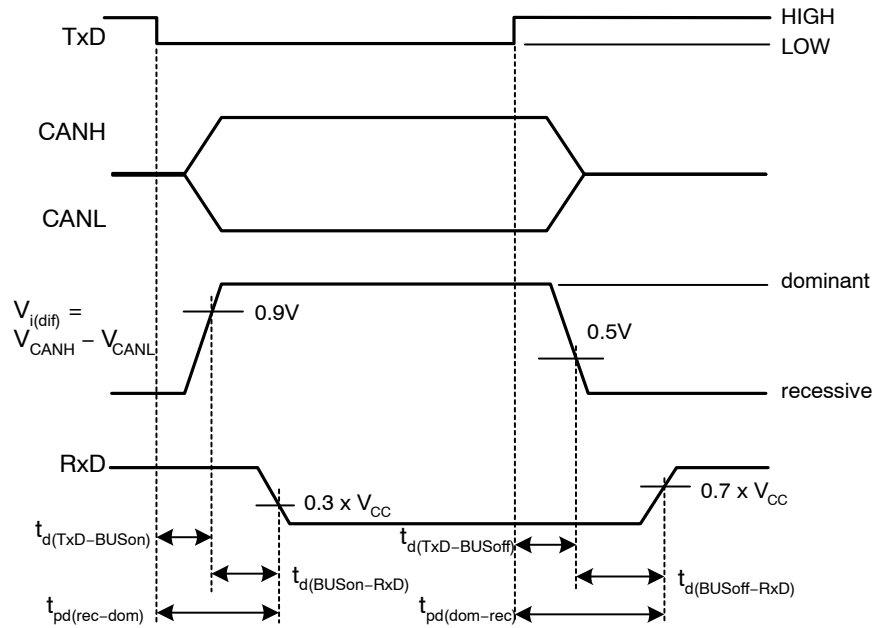 HIGH
TxD
LOW
CANH
CANL
dominant
V_i(dif) =
V_CANH − V_CANL
0.9V
0.5V
recessive
RxD
0.3 x V_CC
0.7 x V_CC
t_d(TxD−BUSon)
t_d(TxD−BUSoff)
t_d(BUSon−RxD)
t_d(BUSoff−RxD)
t_pd(rec−dom)
t_pd(dom−rec)